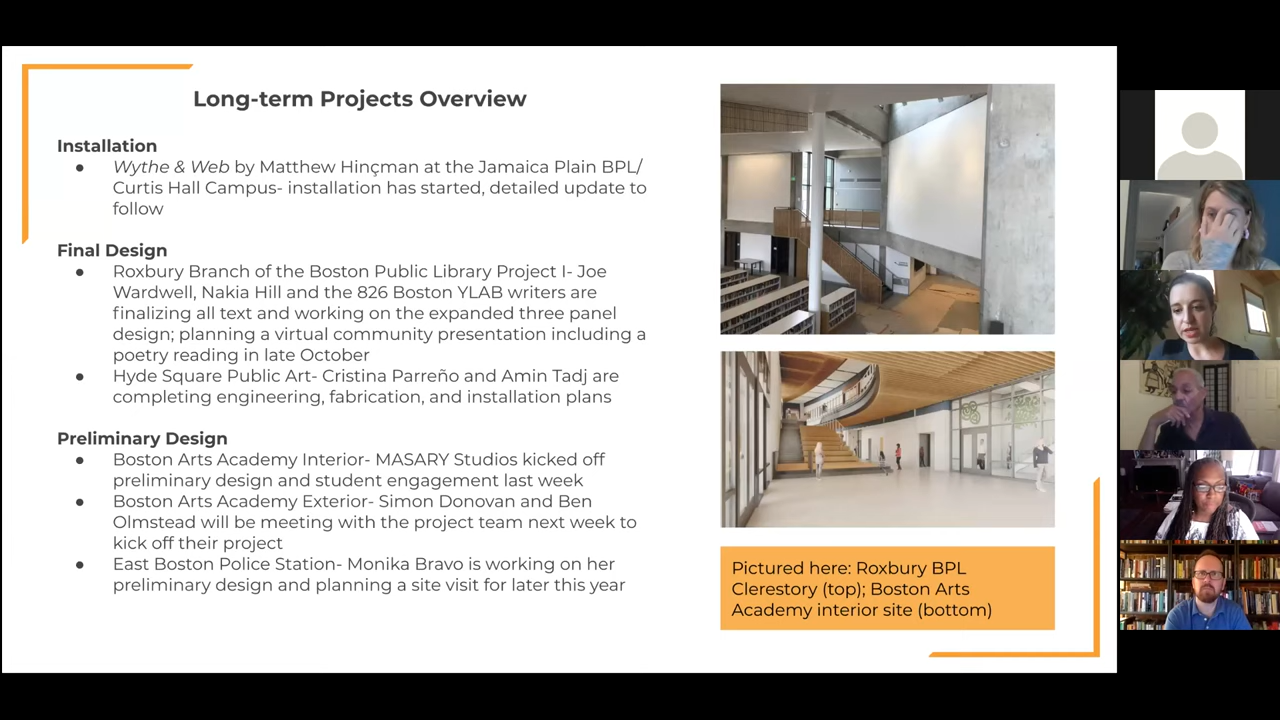 Long-term Projects Overview
Installation
● Wythe & Web by Matthew Hinçman at the Jamaica Plain BPL/
Curtis Hall Campus- installation has started, detailed update to
follow
Final Design
● Roxbury Branch of the Boston Public Library Project I- Joe
Wardwell, Nakia Hill and the 826 Boston YLAB writers are
finalizing all text and working on the expanded three panel
design; planning a virtual community presentation including a
poetry reading in late October
● Hyde Square Public Art- Cristina Parreño and Amin Tadj are
completing engineering, fabrication, and installation plans
Preliminary Design
● Boston Arts Academy Interior- MASARY Studios kicked off
preliminary design and student engagement last week
● Boston Arts Academy Exterior- Simon Donovan and Ben
Olmstead will be meeting with the project team next week to
kick off their project
● East Boston Police Station- Monika Bravo is working on her
preliminary design and planning a site visit for later this year
Pictured here: Roxbury BPL
Clerestory (top); Boston Arts
Academy interior site (bottom)